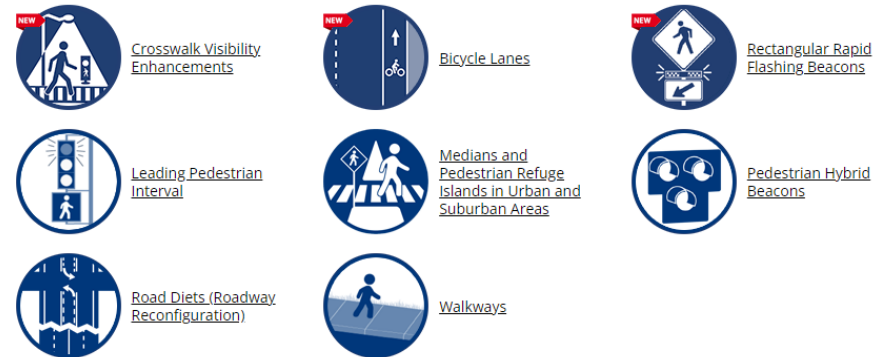 NEW
Crosswalk Visibility
Enhancements
NEW
Bicycle Lanes
NEW
Rectangular Rapid
Flashing Beacons
Leading Pedestrian
Interval
Medians and
Pedestrian Refuge
Islands in Urban and
Suburban Areas
Pedestrian Hybrid
Beacons
Road Diets (Roadway
Reconfiguration)
Walkways